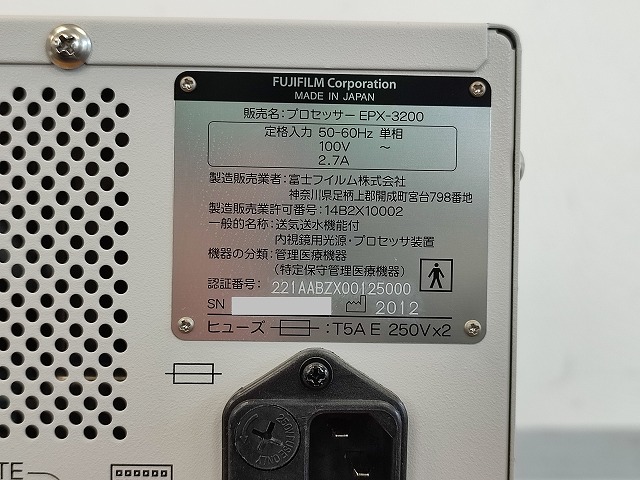 FUJIFILM Corporation
MADE IN JAPAN
販売名:プロセッサー EPX-3200
定格入力 50-60Hz 単相
100V ～
2.7A
製造販売業者:富士フイルム株式会社
神奈川県足柄上郡開成町宮台798番地
製造販売業許可番号:14B2X10002
一般的名称:送気送水機能付
内視鏡用光源・プロセッサ装置
機器の分類:管理医療機器
(特定保守管理医療機器)
認証番号: 221AABZX00125000
SN 2012
ヒューズ :T5A E 250V×2
250V FUSE ONLY
TE